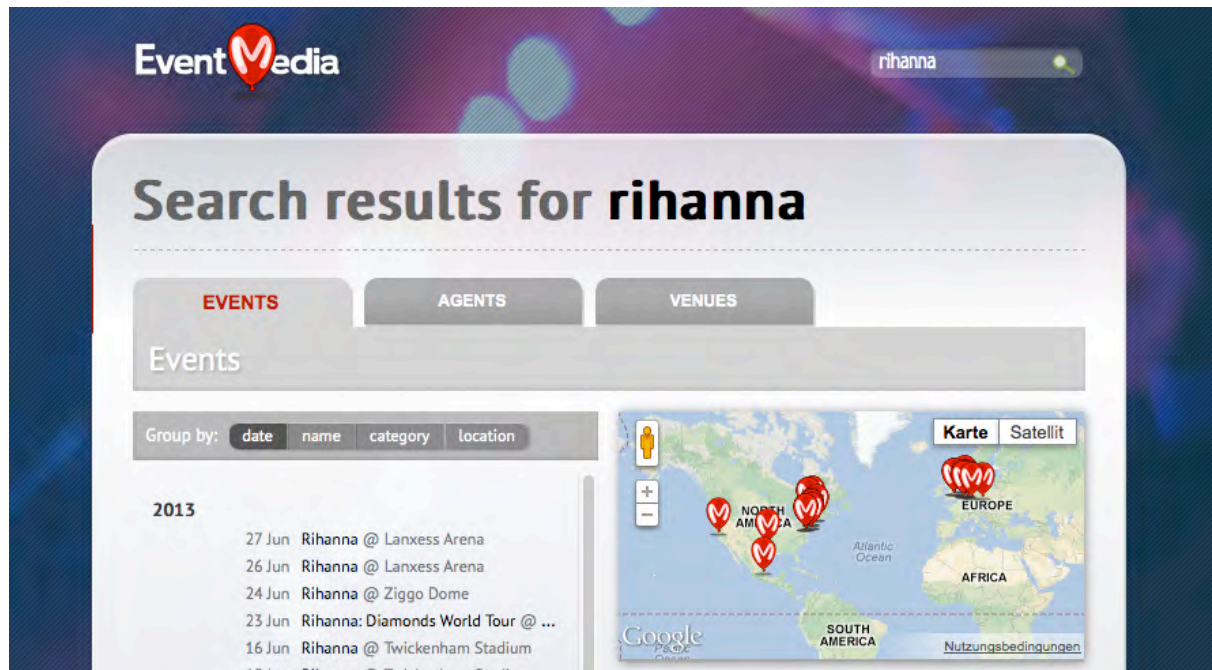 EventMedia
rihanna
Search results for rihanna
EVENTS
AGENTS
VENUES
Events
Group by: date name category location
2013
27 Jun Rihanna @ Lanxess Arena
26 Jun Rihanna @ Lanxess Arena
24 Jun Rihanna @ Ziggo Dome
23 Jun Rihanna: Diamonds World Tour @ ...
16 Jun Rihanna @ Twickenham Stadium
Karte Satellit
+
−
NORTH
AMERICA
EUROPE
Atlantic
Ocean
AFRICA
SOUTH
AMERICA
Google
Nutzungsbedingungen